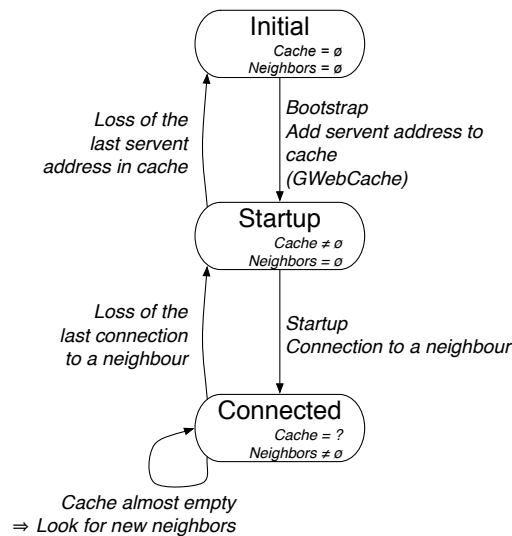 Initial
Cache = ø
Neighbors = ø
Loss of the
last servent
address in cache
Bootstrap
Add servent address to
cache
(GWebCache)
Startup
Cache ≠ ø
Neighbors = ø
Loss of the
last connection
to a neighbour
Startup
Connection to a neighbour
Connected
Cache = ?
Neighbors ≠ ø
Cache almost empty
⇒ Look for new neighbors